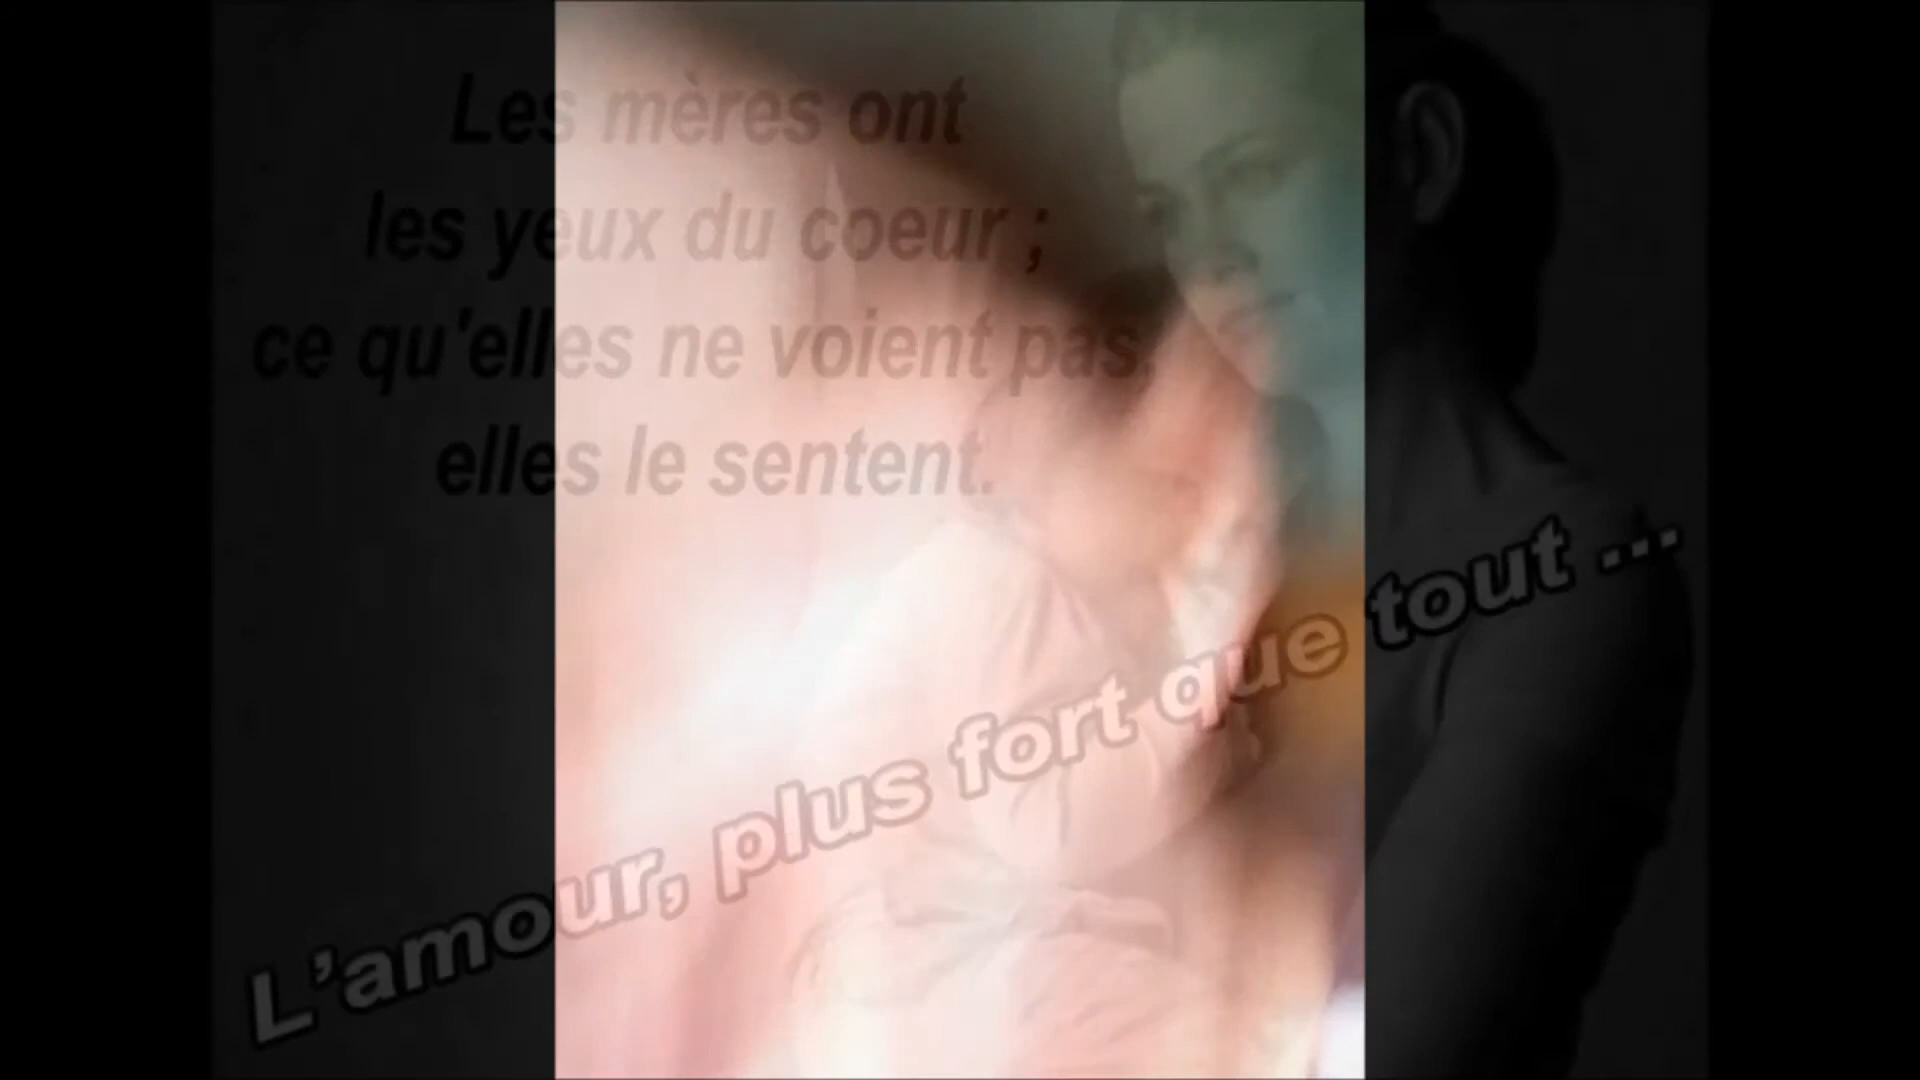 Les mères ont
les yeux du coeur ;
ce qu'elles ne voient pas
elles le sentent.
L'amour, plus fort que tout ...